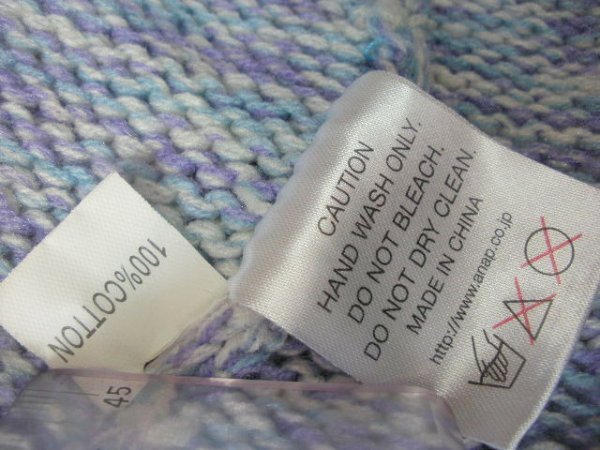 CAUTION
HAND WASH ONLY.
DO NOT BLEACH.
DO NOT DRY CLEAN.
MADE IN CHINA
http://www.anap.co.jp
100%COTTON
45